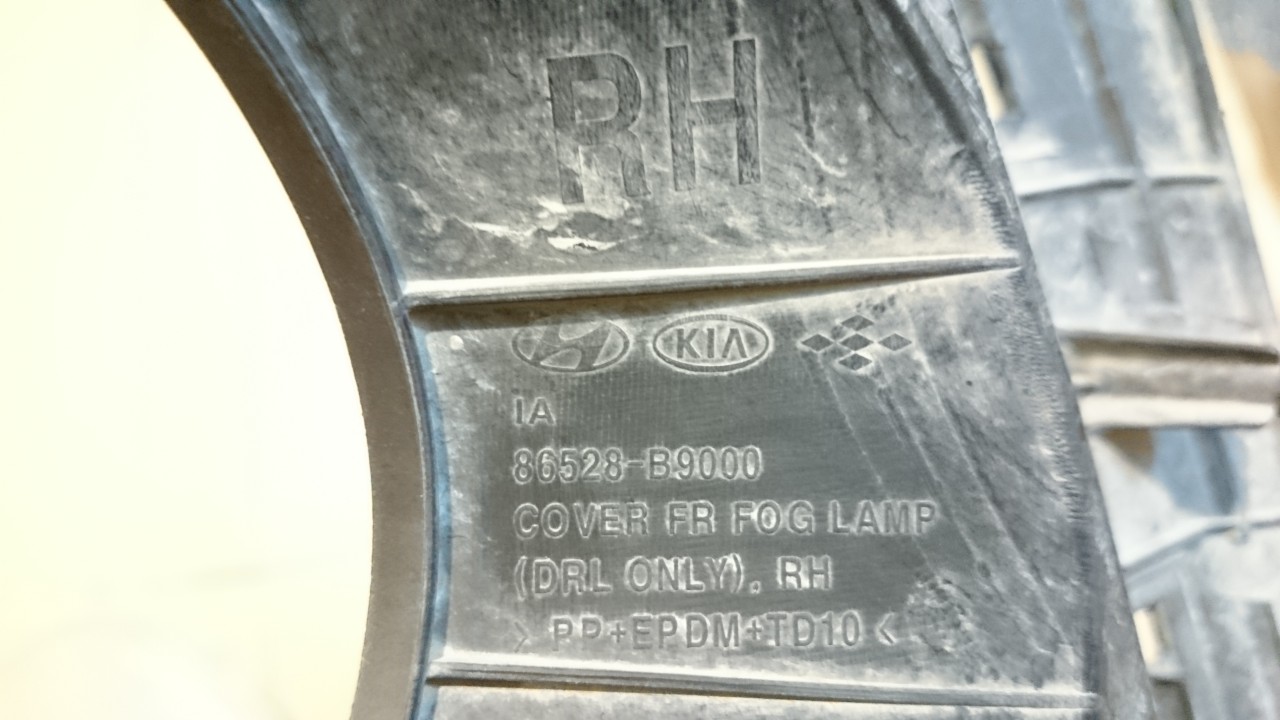 RH
KIA
IA
86528-B9000
COVER FR FOG LAMP
(DRL ONLY), RH
> PP+EPDM+TD10 <